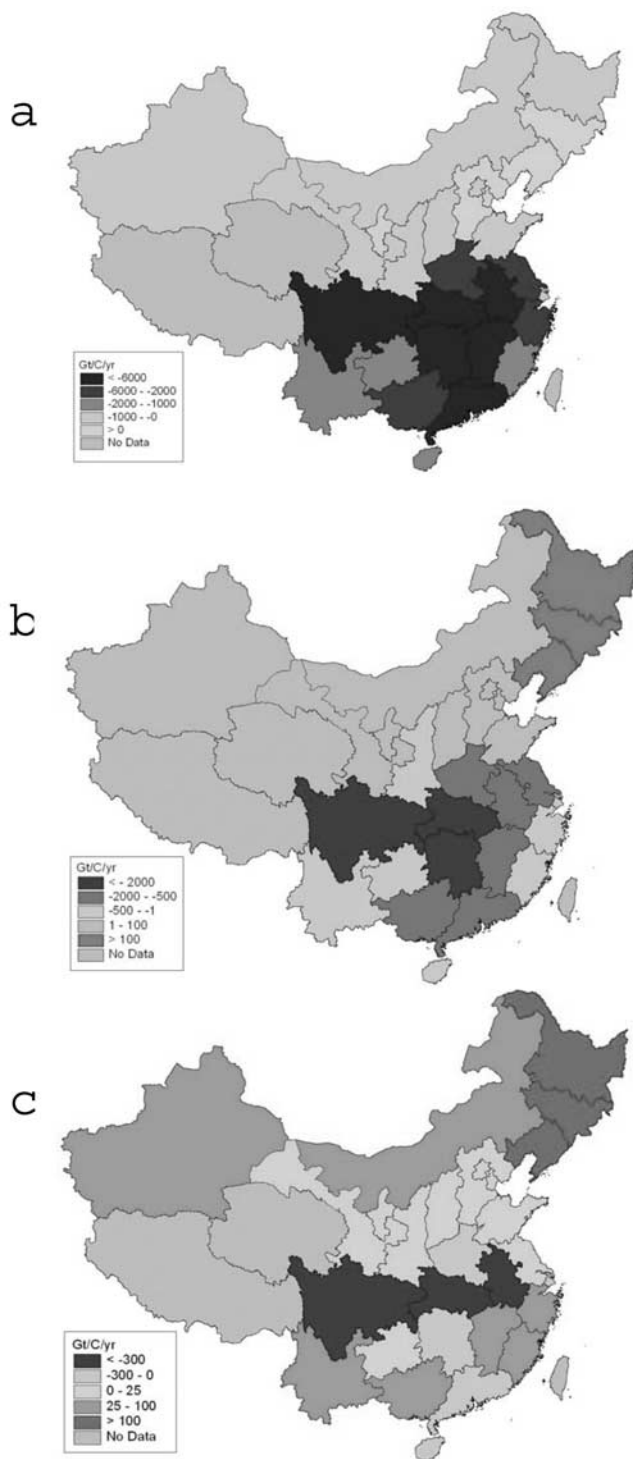 a
Gt/C/yr
< -6000
-6000 - -2000
-2000 - -1000
-1000 - -0
> 0
No Data
b
Gt/C/yr
< - 2000
-2000 - -500
-500 - -1
1 - 100
> 100
No Data
c
Gt/C/yr
< -300
-300 - 0
0 - 25
25 - 100
> 100
No Data